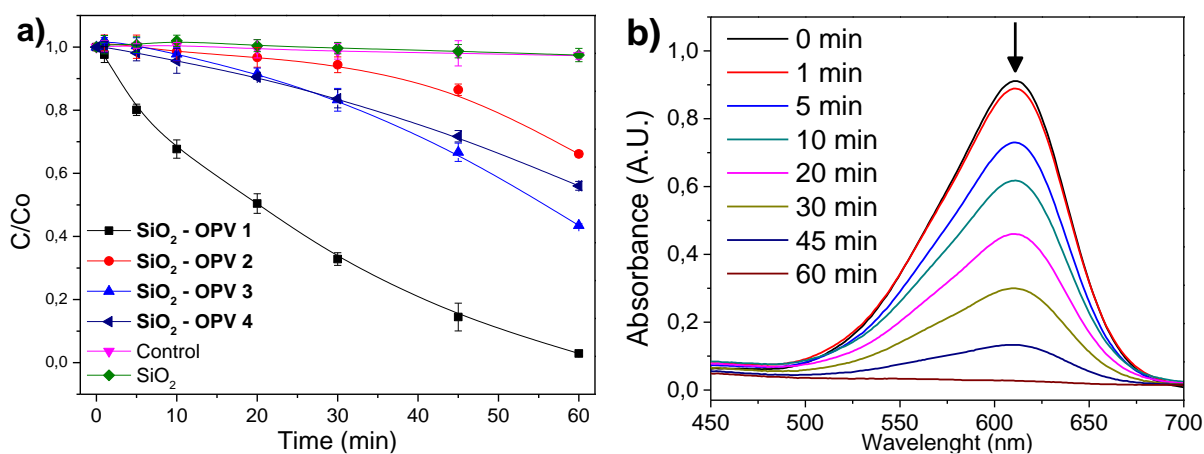 a)
1,0
0,8
0,6
0,4
0,2
0,0
C/Co
SiO₂ - OPV 1
SiO₂ - OPV 2
SiO₂ - OPV 3
SiO₂ - OPV 4
Control
SiO₂
0 10 20 30 40 50 60
Time (min)
b)
1,0
0,8
0,6
0,4
0,2
0,0
Absorbance (A.U.)
0 min
1 min
5 min
10 min
20 min
30 min
45 min
60 min
450 500 550 600 650 700
Wavelenght (nm)